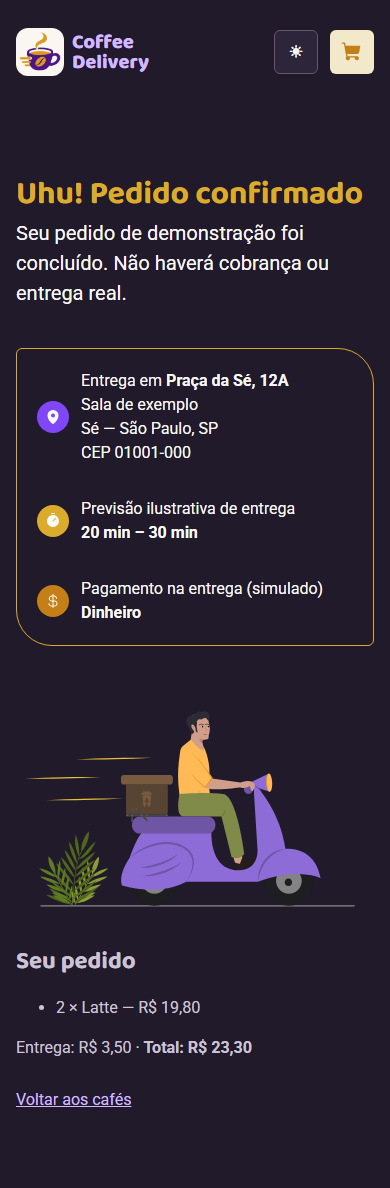 Coffee
Delivery
Uhu! Pedido confirmado
Seu pedido de demonstração foi
concluído. Não haverá cobrança ou
entrega real.
Entrega em Praça da Sé, 12A
Sala de exemplo
Sé — São Paulo, SP
CEP 01001-000
Previsão ilustrativa de entrega
20 min – 30 min
Pagamento na entrega (simulado)
Dinheiro
Seu pedido
• 2 × Latte — R$ 19,80
Entrega: R$ 3,50 · Total: R$ 23,30
Voltar aos cafés